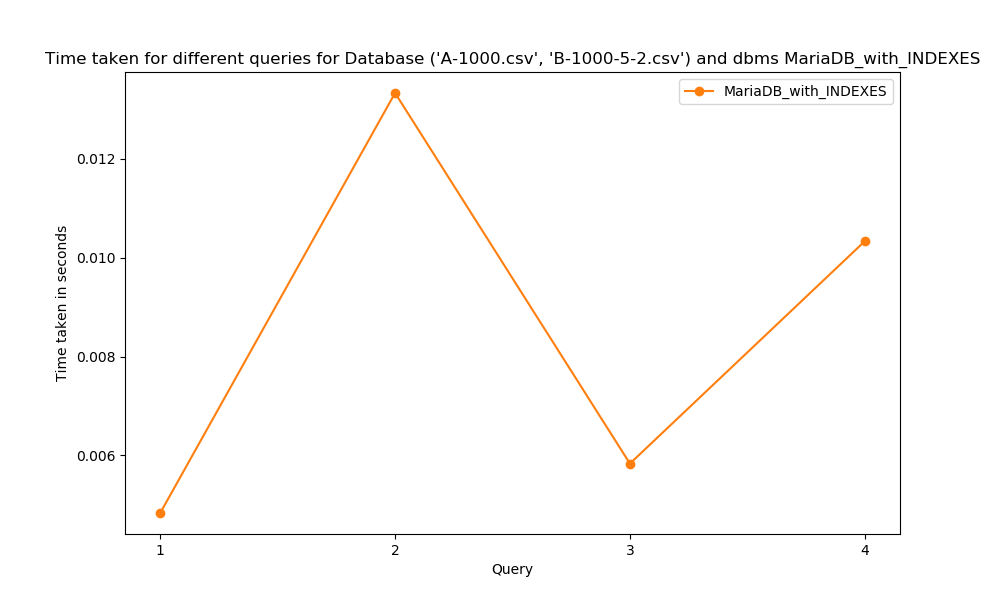 Time taken for different queries for Database ('A-1000.csv', 'B-1000-5-2.csv') and dbms MariaDB_with_INDEXES
MariaDB_with_INDEXES
0.012
0.010
0.008
0.006
Time taken in seconds
1 2 3 4
Query